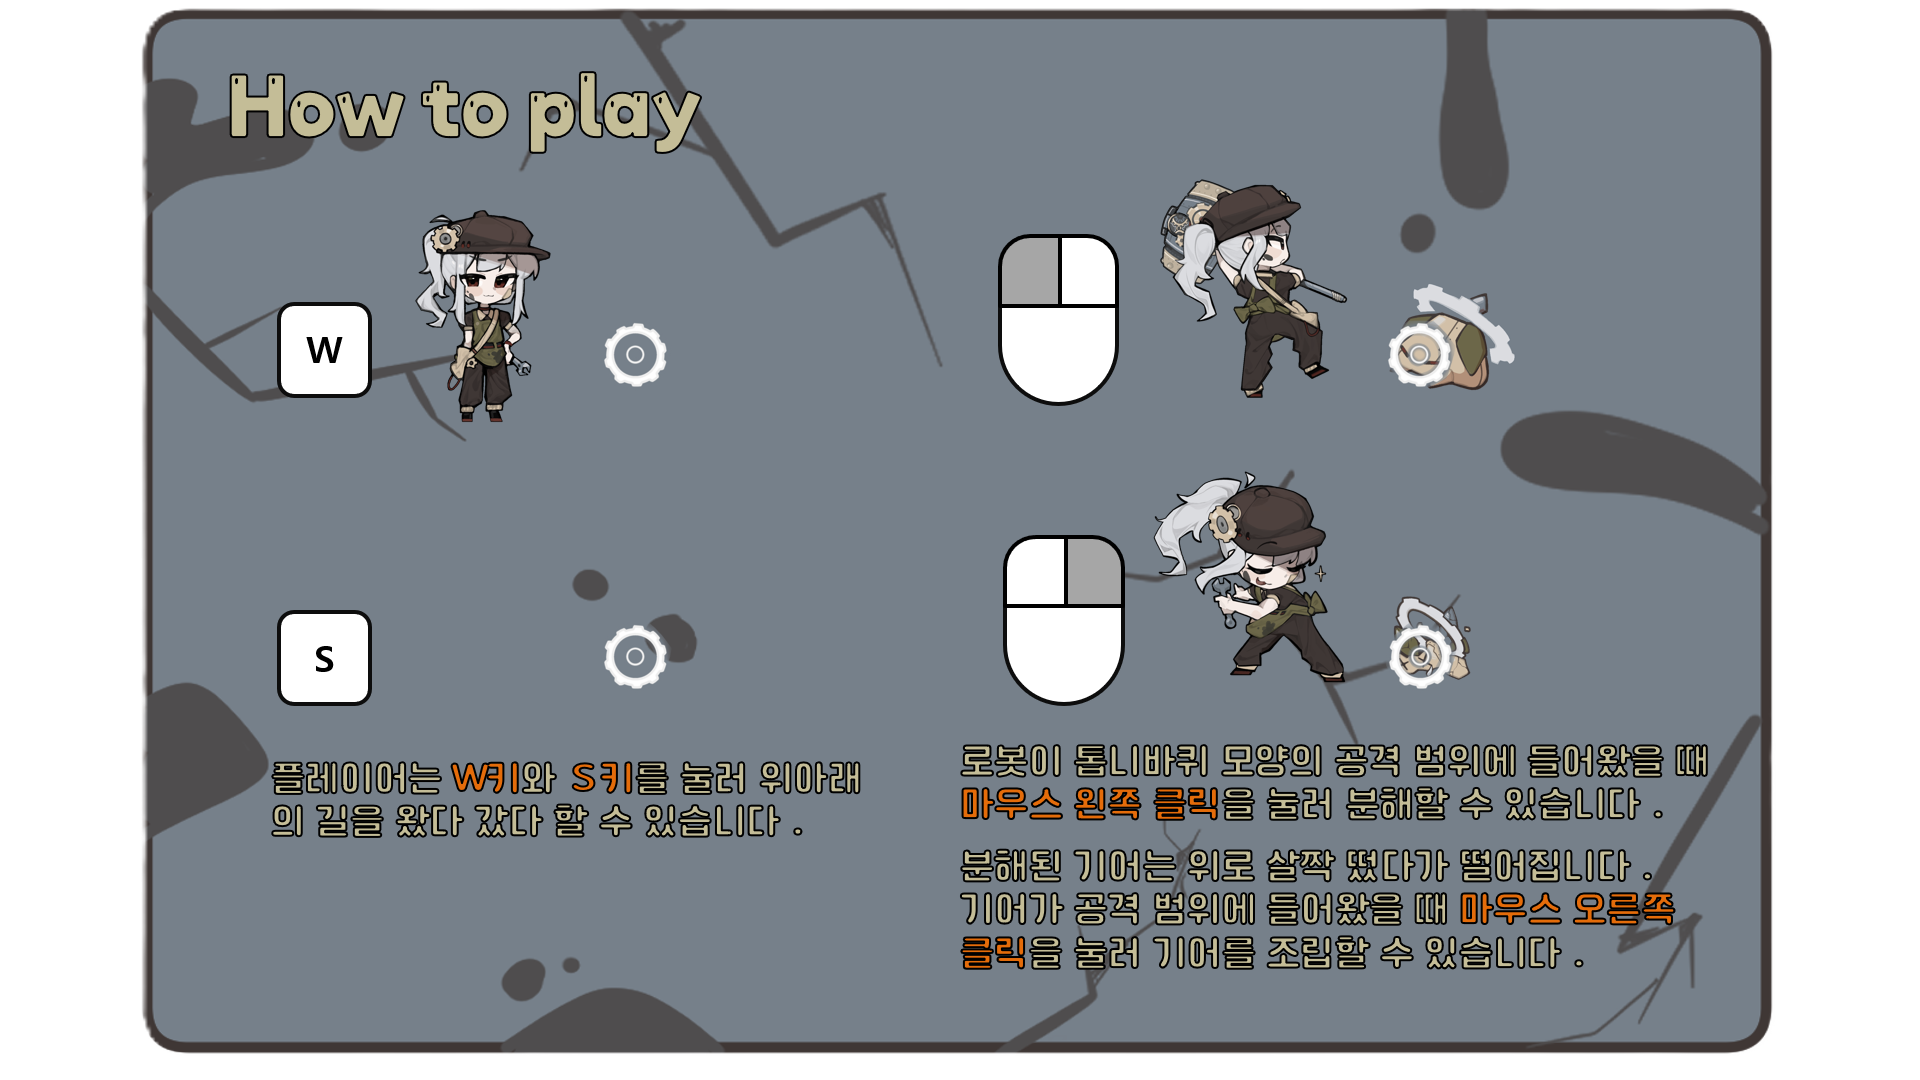 How to play
W
S
플레이어는 W키와 S키를 눌러 위아래
의 길을 왔다 갔다 할 수 있습니다 .
로봇이 톱니바퀴 모양의 공격 범위에 들어왔을 때
마우스 왼쪽 클릭을 눌러 분해할 수 있습니다 .
분해된 기어는 위로 살짝 떴다가 떨어집니다 .
기어가 공격 범위에 들어왔을 때 마우스 오른쪽
클릭을 눌러 기어를 조립할 수 있습니다 .